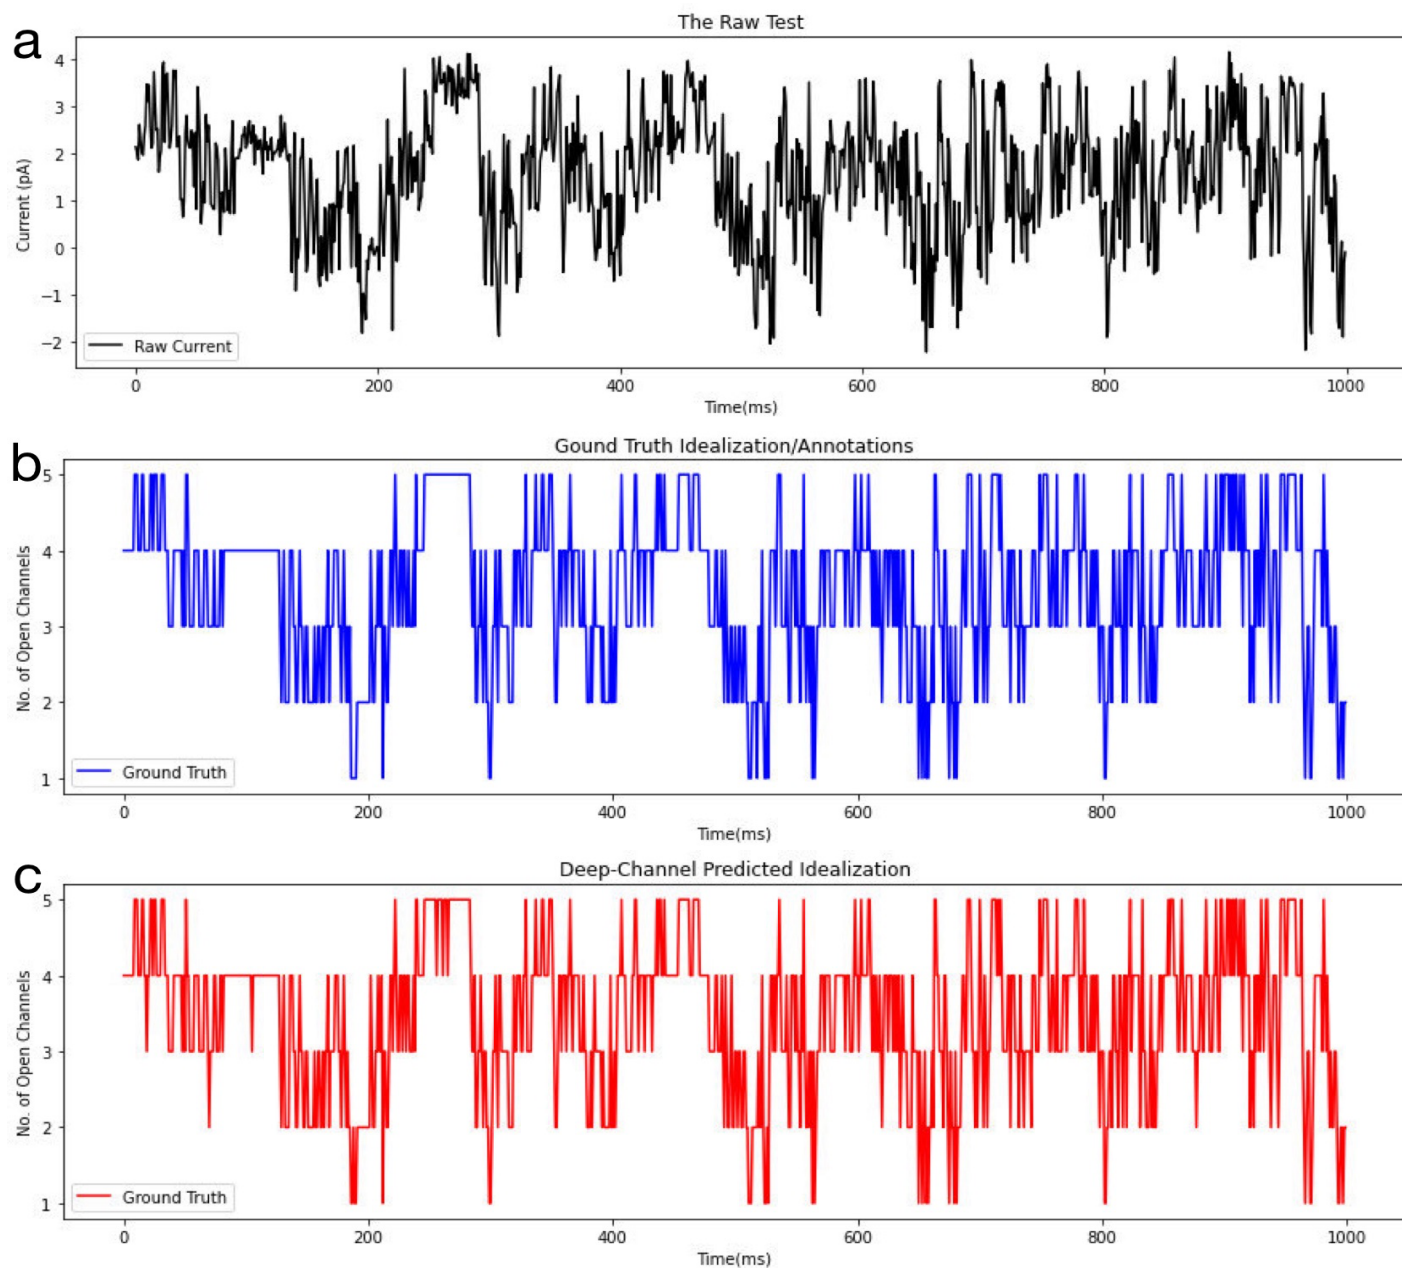 a
The Raw Test
4
3
2
1
0
−1
−2
Current (pA)
Raw Current
0 200 400 600 800 1000
Time(ms)
b
Gound Truth Idealization/Annotations
5
4
3
2
1
No. of Open Channels
Ground Truth
0 200 400 600 800 1000
Time(ms)
c
Deep-Channel Predicted Idealization
5
4
3
2
1
No. of Open Channels
Ground Truth
0 200 400 600 800 1000
Time(ms)